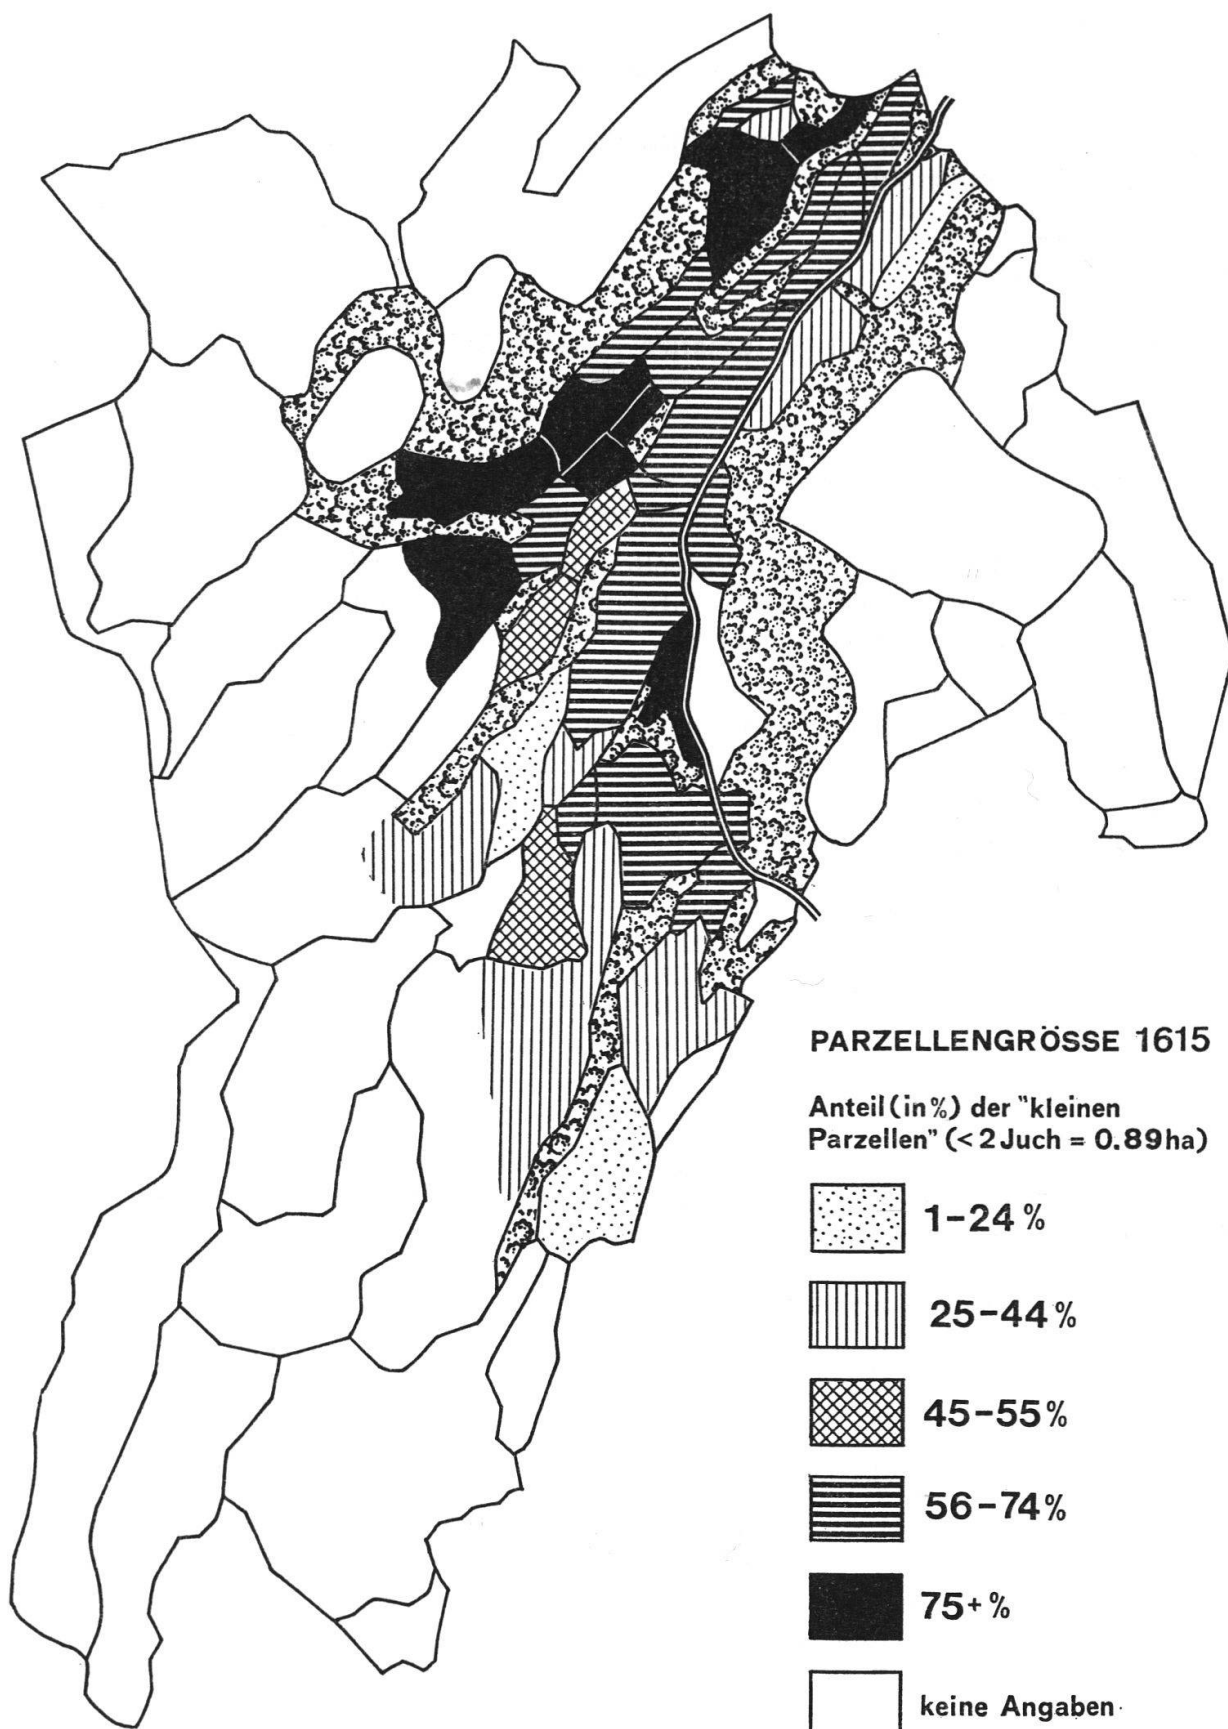 PARZELLENGRÖSSE 1615
Anteil (in %) der "kleinen
Parzellen" (< 2 Juch = 0.89 ha)
1-24 %
25-44 %
45-55 %
56-74 %
75+ %
keine Angaben